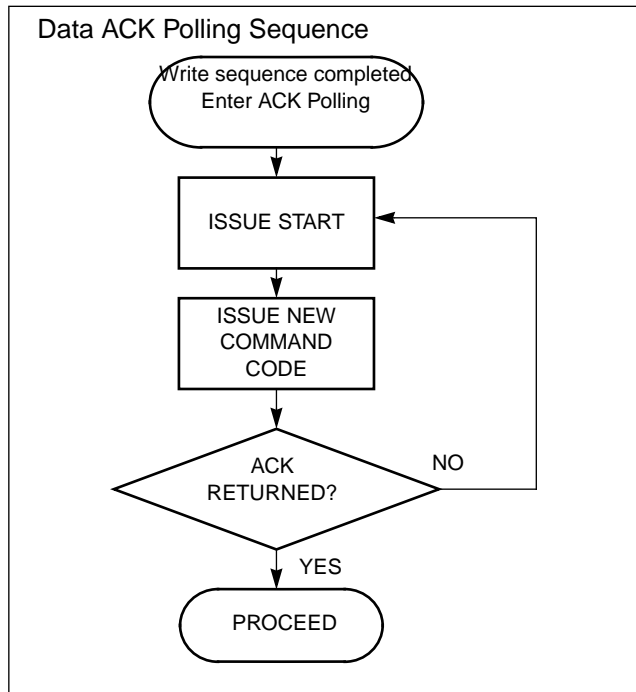 Data ACK Polling Sequence
Write sequence completed
Enter ACK Polling
ISSUE START
ISSUE NEW
COMMAND
CODE
ACK
RETURNED?
NO
YES
PROCEED